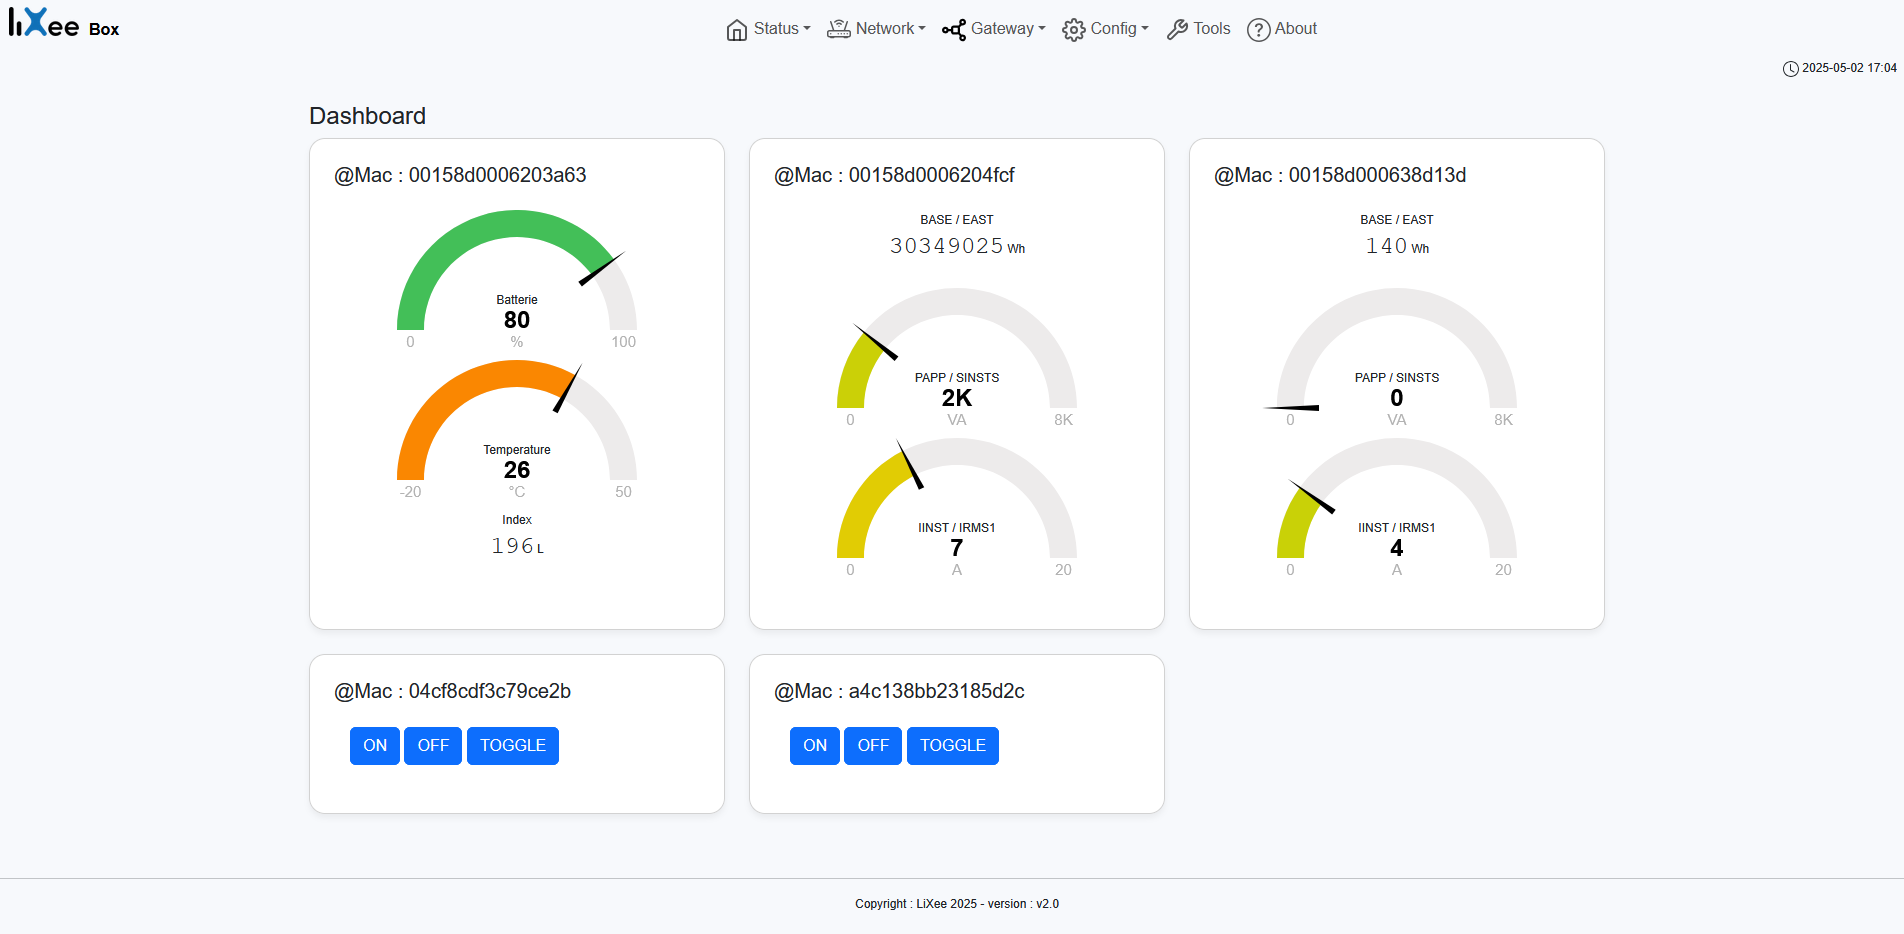 liXee Box
Status Network Gateway Config Tools About
2025-05-02 17:04
Dashboard
@Mac : 00158d0006203a63
Batterie
80
0 % 100
Temperature
26
-20 °C 50
Index
196 L
@Mac : 00158d0006204fcf
BASE / EAST
30349025 Wh
PAPP / SINSTS
2K
0 VA 8K
IINST / IRMS1
7
0 A 20
@Mac : 00158d000638d13d
BASE / EAST
140 Wh
PAPP / SINSTS
0
0 VA 8K
IINST / IRMS1
4
0 A 20
@Mac : 04cf8cdf3c79ce2b
ON OFF TOGGLE
@Mac : a4c138bb23185d2c
ON OFF TOGGLE
Copyright : LiXee 2025 - version : v2.0